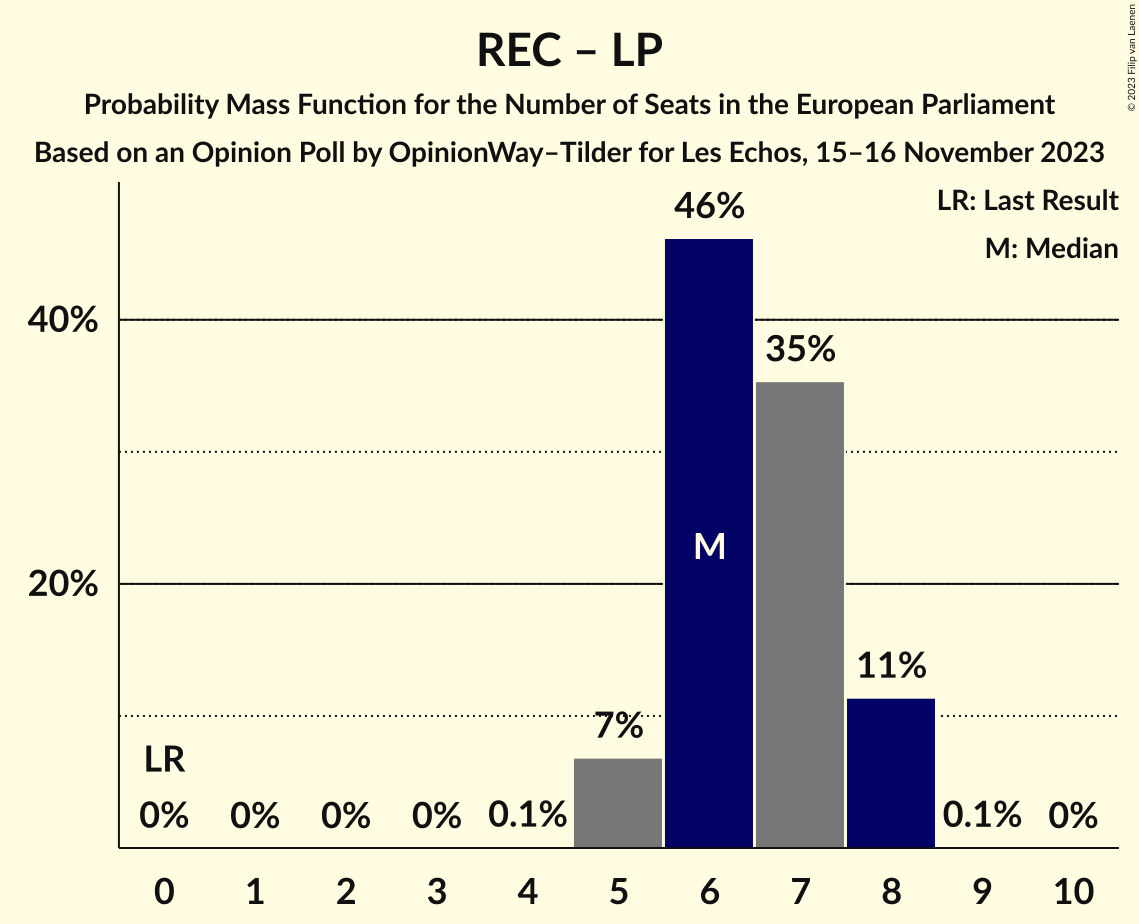 REC – LP
Probability Mass Function for the Number of Seats in the European Parliament
Based on an Opinion Poll by OpinionWay–Tilder for Les Echos, 15–16 November 2023
© 2023 Filip van Laenen
LR: Last Result
M: Median
46%
40%
35%
M
20%
11%
7%
LR
0% 0% 0% 0% 0.1% 0.1% 0%
0 1 2 3 4 5 6 7 8 9 10